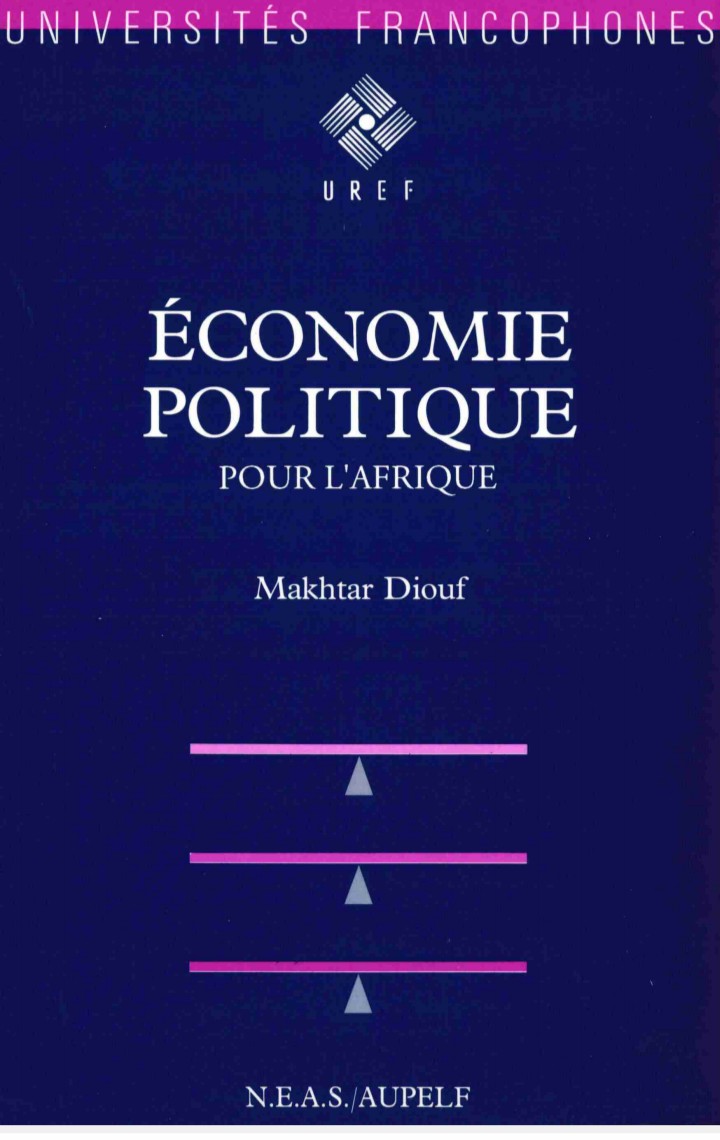 UNIVERSITÉS FRANCOPHONES
UREF
ÉCONOMIE
POLITIQUE
POUR L'AFRIQUE
Makhtar Diouf
N.E.A.S./AUPELF